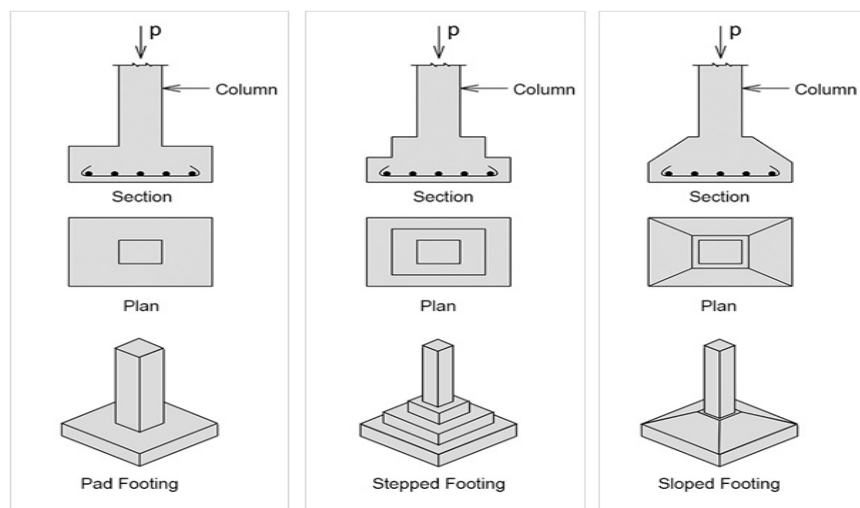 p
Column
Section
Plan
Pad Footing
p
Column
Section
Plan
Stepped Footing
p
Column
Section
Plan
Sloped Footing